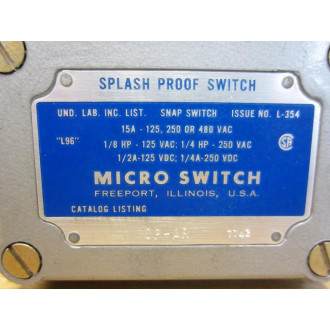 SPLASH PROOF SWITCH
UND. LAB. INC. LIST. SNAP SWITCH ISSUE NO. L-354
15A - 125, 250 OR 480 VAC
"L96" 1/8 HP - 125 VAC; 1/4 HP - 250 VAC
1/2A-125 VDC; 1/4A-250 VDC
MICRO SWITCH
FREEPORT, ILLINOIS, U.S.A.
CATALOG LISTING